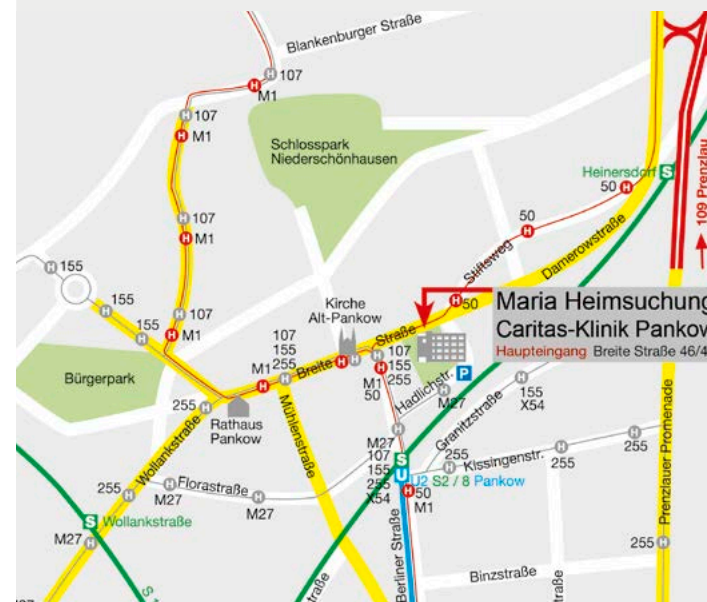 Blankenburger Straße
107
M1
107
M1
Schlosspark
Niederschönhausen
Heinersdorf
S
50
109 Prenzlau
107
M1
50
Stiftsweg
Damerowstraße
155
155
155
107
M1
Kirche
Alt-Pankow
50
Maria Heimsuchung
Caritas-Klinik Pankow
Haupteingang Breite Straße 46/4
107
155
255
M1
Breite
Straße
107
155
255
M1
50
Bürgerpark
255
Rathaus
Pankow
Mühlenstraße
Hadlichstr.
P
M27
155
X54
Granitzstraße
Wollankstraße
Prenzlauer Promenade
M27
107
155
255
X54
S
U
U2 S2 / 8 Pankow
50
M1
255
Kissingenstr.
255
255
Florastraße
M27
M27
255
S
Wollankstraße
M27
255
Berliner Straße
Binzstraße
S 1
straße
straße
107